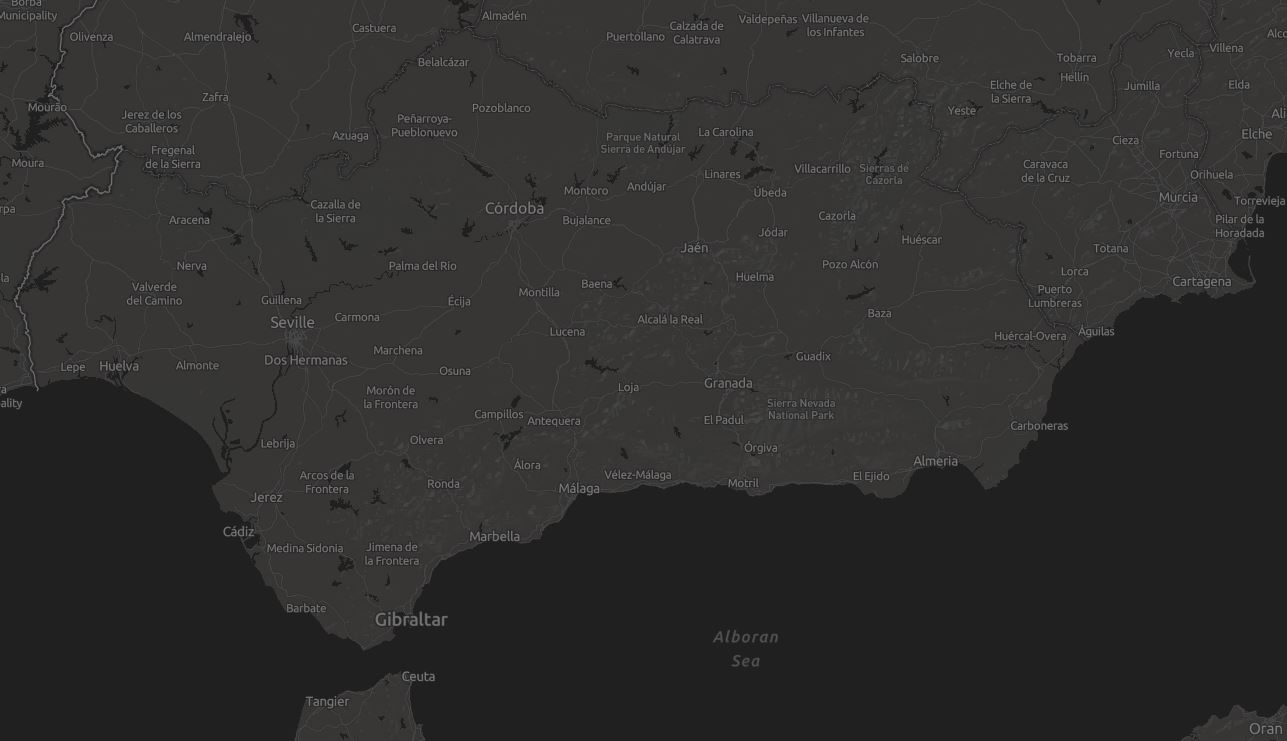 Borba
Municipality
Olivenza
Almendralejo
Castuera
Almadén
Puertollano
Calzada de
Calatrava
Valdepeñas
Villanueva de
los Infantes
Salobre
Tobarra
Hellín
Yecla
Villena
Belalcázar
Zafra
Mourão
Jerez de los
Caballeros
Azuaga
Peñarroya-
Pueblonuevo
Pozoblanco
Parque Natural
Sierra de Andújar
La Carolina
Yeste
Elche de
la Sierra
Jumilla
Elda
Elche
Moura
Fregenal
de la Sierra
Linares
Villacarrillo
Sierras de
Cazorla
Cieza
Fortuna
Caravaca
de la Cruz
Orihuela
Aracena
Cazalla de
la Sierra
Córdoba
Montoro
Andújar
Bujalance
Úbeda
Cazorla
Murcia
Torrevieja
Pilar de la
Horadada
Nerva
Palma del Río
Jaén
Jódar
Huéscar
Totana
Valverde
del Camino
Guillena
Écija
Montilla
Baena
Huelma
Pozo Alcón
Lorca
Puerto
Lumbreras
Cartagena
Seville
Carmona
Lucena
Alcalá la Real
Baza
Huércal-Overa
Águilas
Lepe
Huelva
Almonte
Dos Hermanas
Marchena
Osuna
Guadix
Morón de
la Frontera
Loja
Granada
Sierra Nevada
National Park
Campillos
Antequera
El Padul
Carboneras
Lebrija
Olvera
Órgiva
Arcos de la
Frontera
Álora
Vélez-Málaga
El Ejido
Almeria
Jerez
Ronda
Málaga
Motril
Cádiz
Medina Sidonia
Jimena de
la Frontera
Marbella
Barbate
Gibraltar
Alboran
Sea
Ceuta
Tangier
Oran